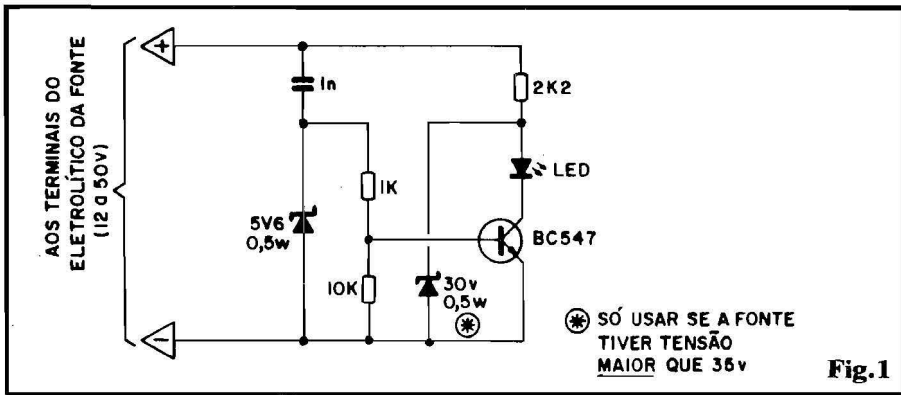 AOS TERMINAIS DO
ELETROLÍTICO DA FONTE
(12 a 50V)
+
1n
2K2
LED
1K
5V6
0,5w
BC547
10K
30v
0,5w
✱
−
✱ SÓ USAR SE A FONTE
TIVER TENSÃO
MAIOR QUE 35v
Fig.1